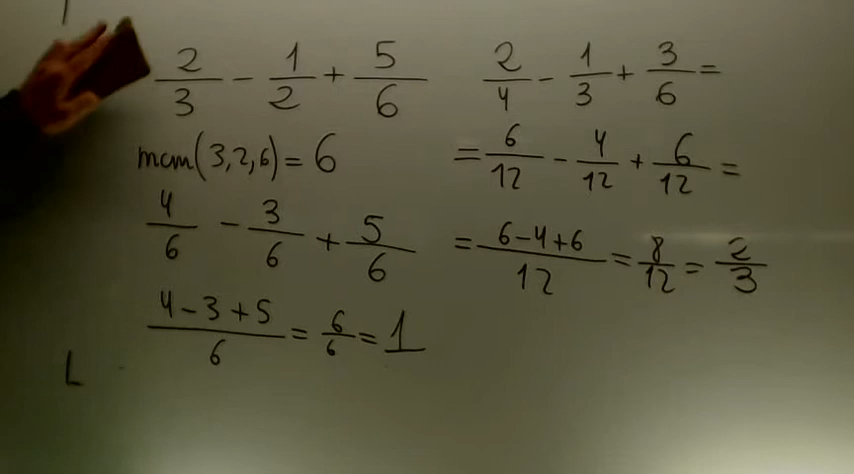 2/3 - 1/2 + 5/6
mcm(3,2,6) = 6
4/6 - 3/6 + 5/6
(4-3+5)/6 = 6/6 = 1
2/4 - 1/3 + 3/6 =
= 6/12 - 4/12 + 6/12 =
= (6-4+6)/12 = 8/12 = 2/3
L